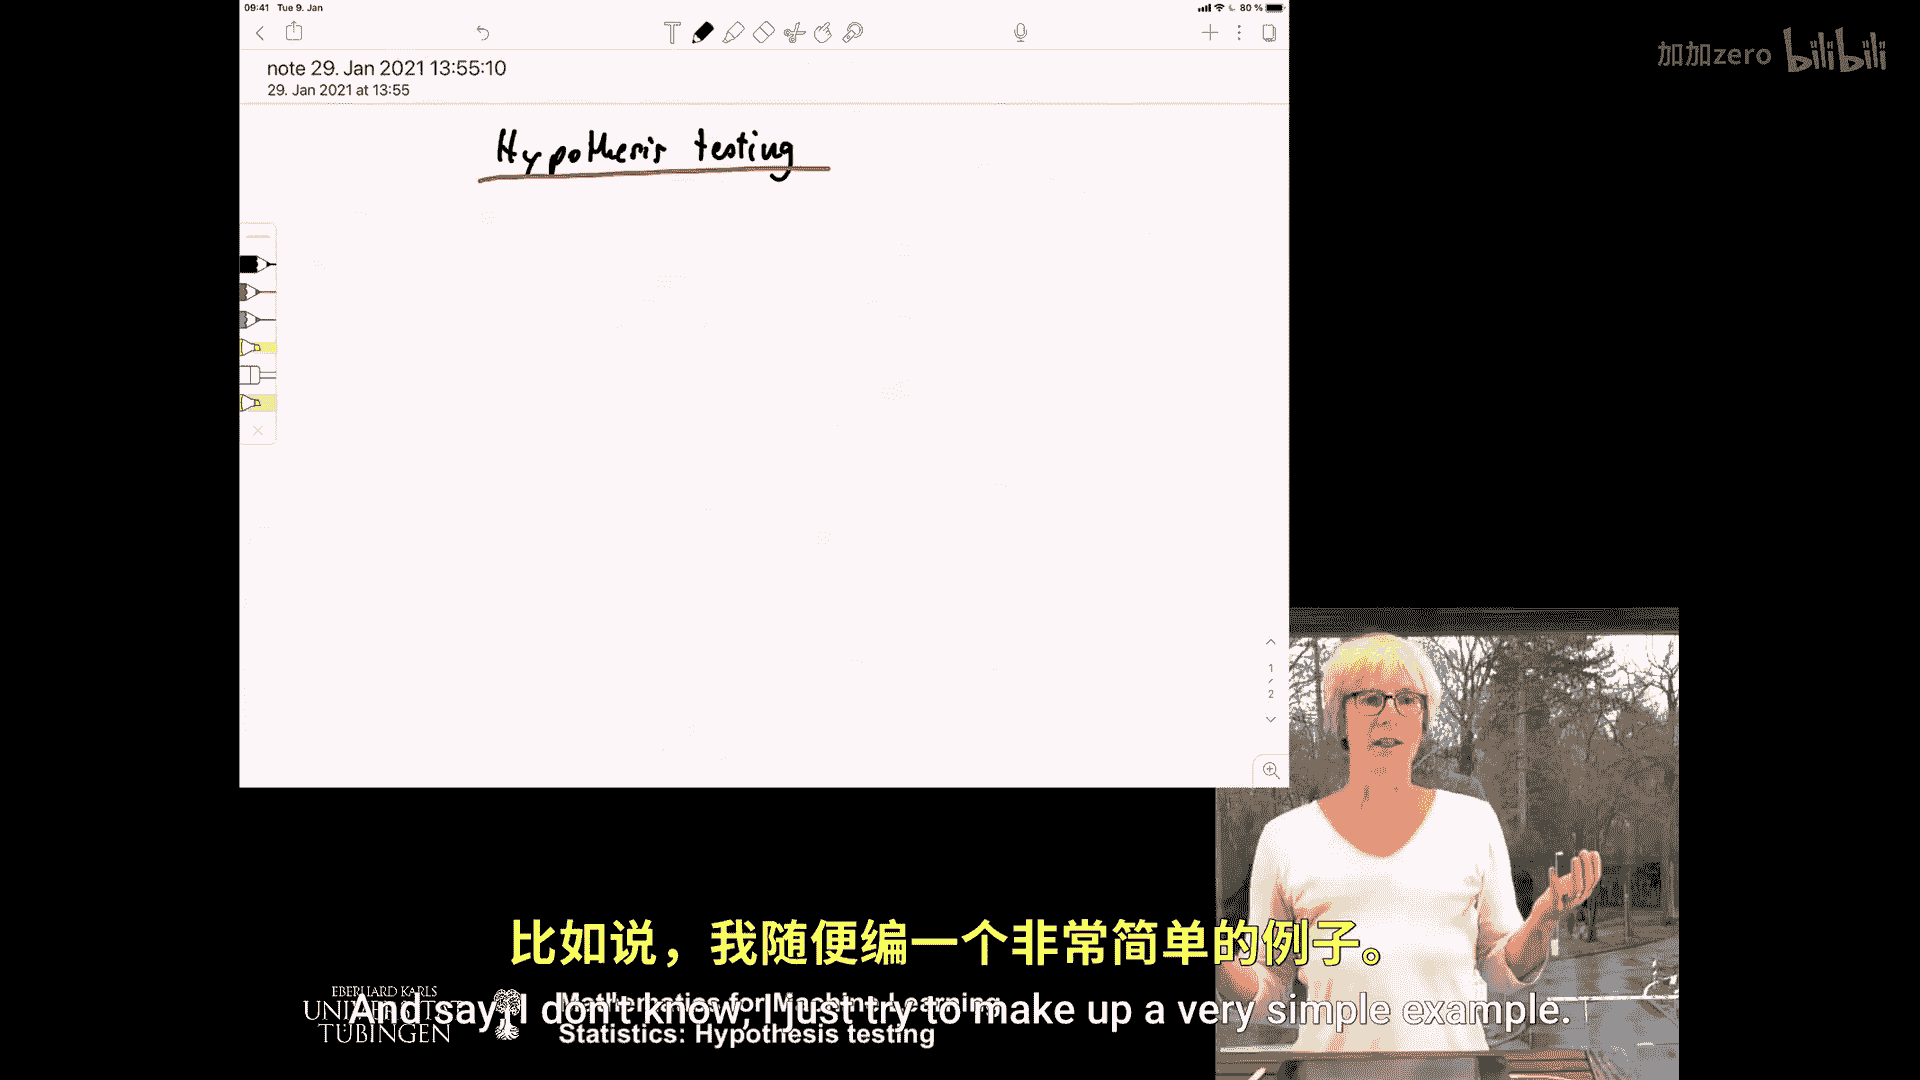 09:41 Tue 9. Jan
80 %
加加zero bilibili
note 29. Jan 2021 13:55:10
29. Jan 2021 at 13:55
Hypothesis testing
1
2
比如说，我随便编一个非常简单的例子。
EBERHARD KARLS
UNIVERSITÄT
TÜBINGEN
Mathematics for Machine Learning
And say, I don't know, I just try to make up a very simple example.
Statistics: Hypothesis testing